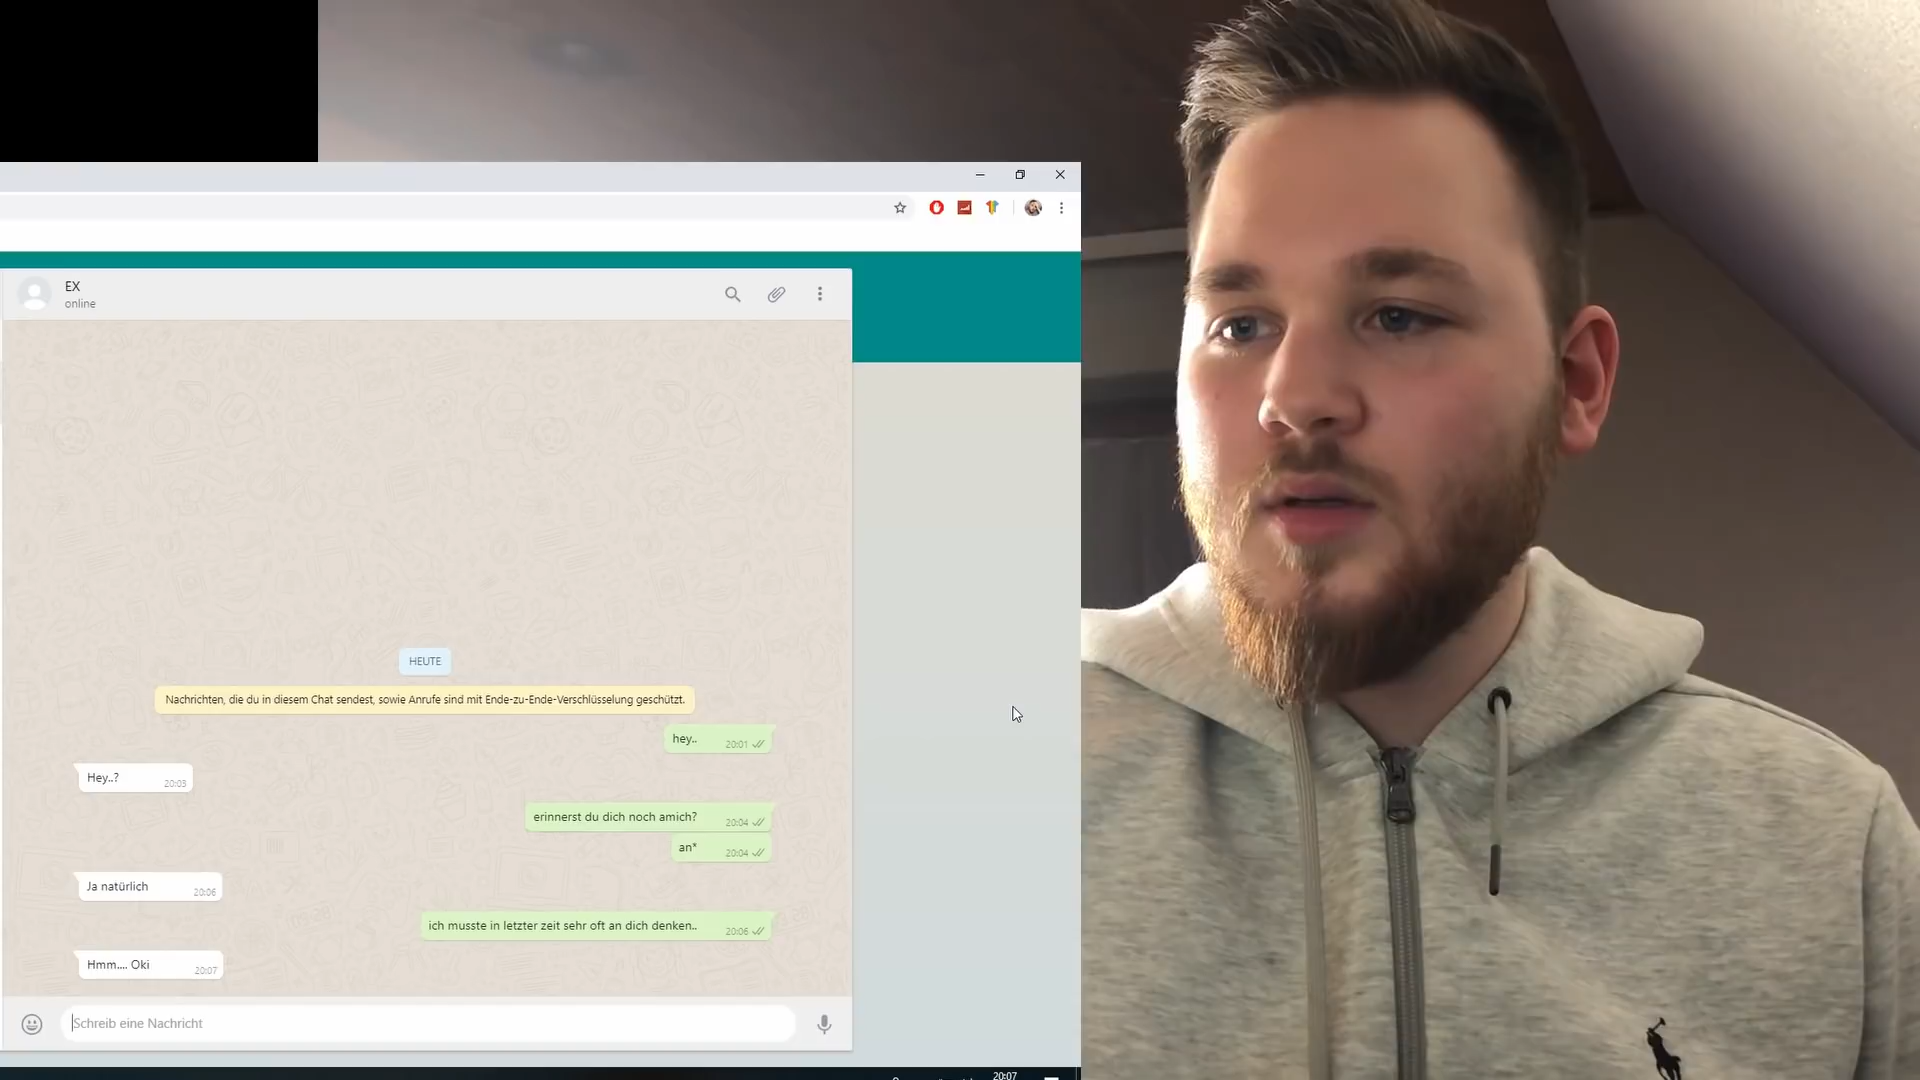 EX
online
HEUTE
Nachrichten, die du in diesem Chat sendest, sowie Anrufe sind mit Ende-zu-Ende-Verschlüsselung geschützt.
hey.. 20:01
Hey..? 20:03
erinnerst du dich noch amich? 20:04
an* 20:04
Ja natürlich 20:06
ich musste in letzter zeit sehr oft an dich denken.. 20:06
Hmm.... Oki 20:07
Schreib eine Nachricht
20:07